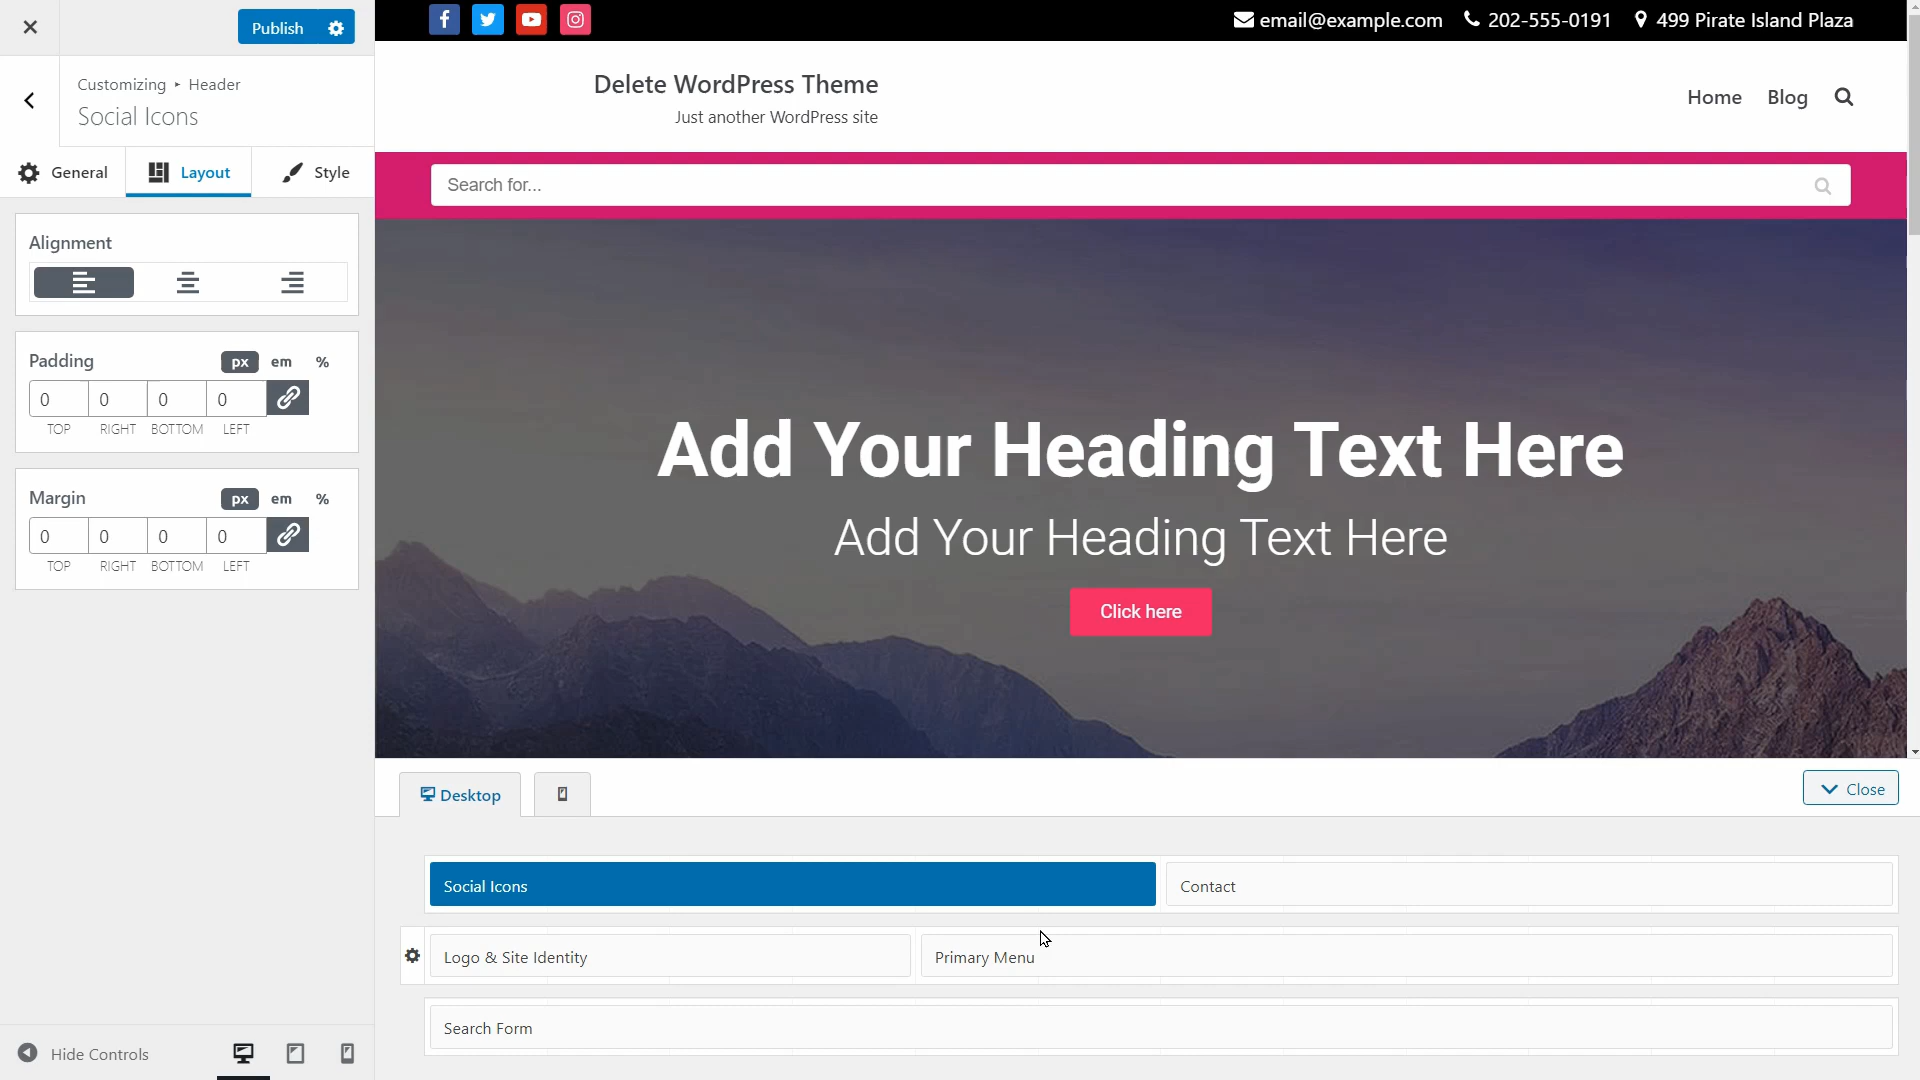 Publish
Customizing ▸ Header
Social Icons
General
Layout
Style
Alignment
Padding
px em %
0 0 0 0
TOP RIGHT BOTTOM LEFT
Margin
px em %
0 0 0 0
TOP RIGHT BOTTOM LEFT
Hide Controls
email@example.com 202-555-0191 499 Pirate Island Plaza
Delete WordPress Theme
Just another WordPress site
Home Blog
Search for...
Add Your Heading Text Here
Add Your Heading Text Here
Click here
Desktop
Close
Social Icons
Contact
Logo & Site Identity
Primary Menu
Search Form